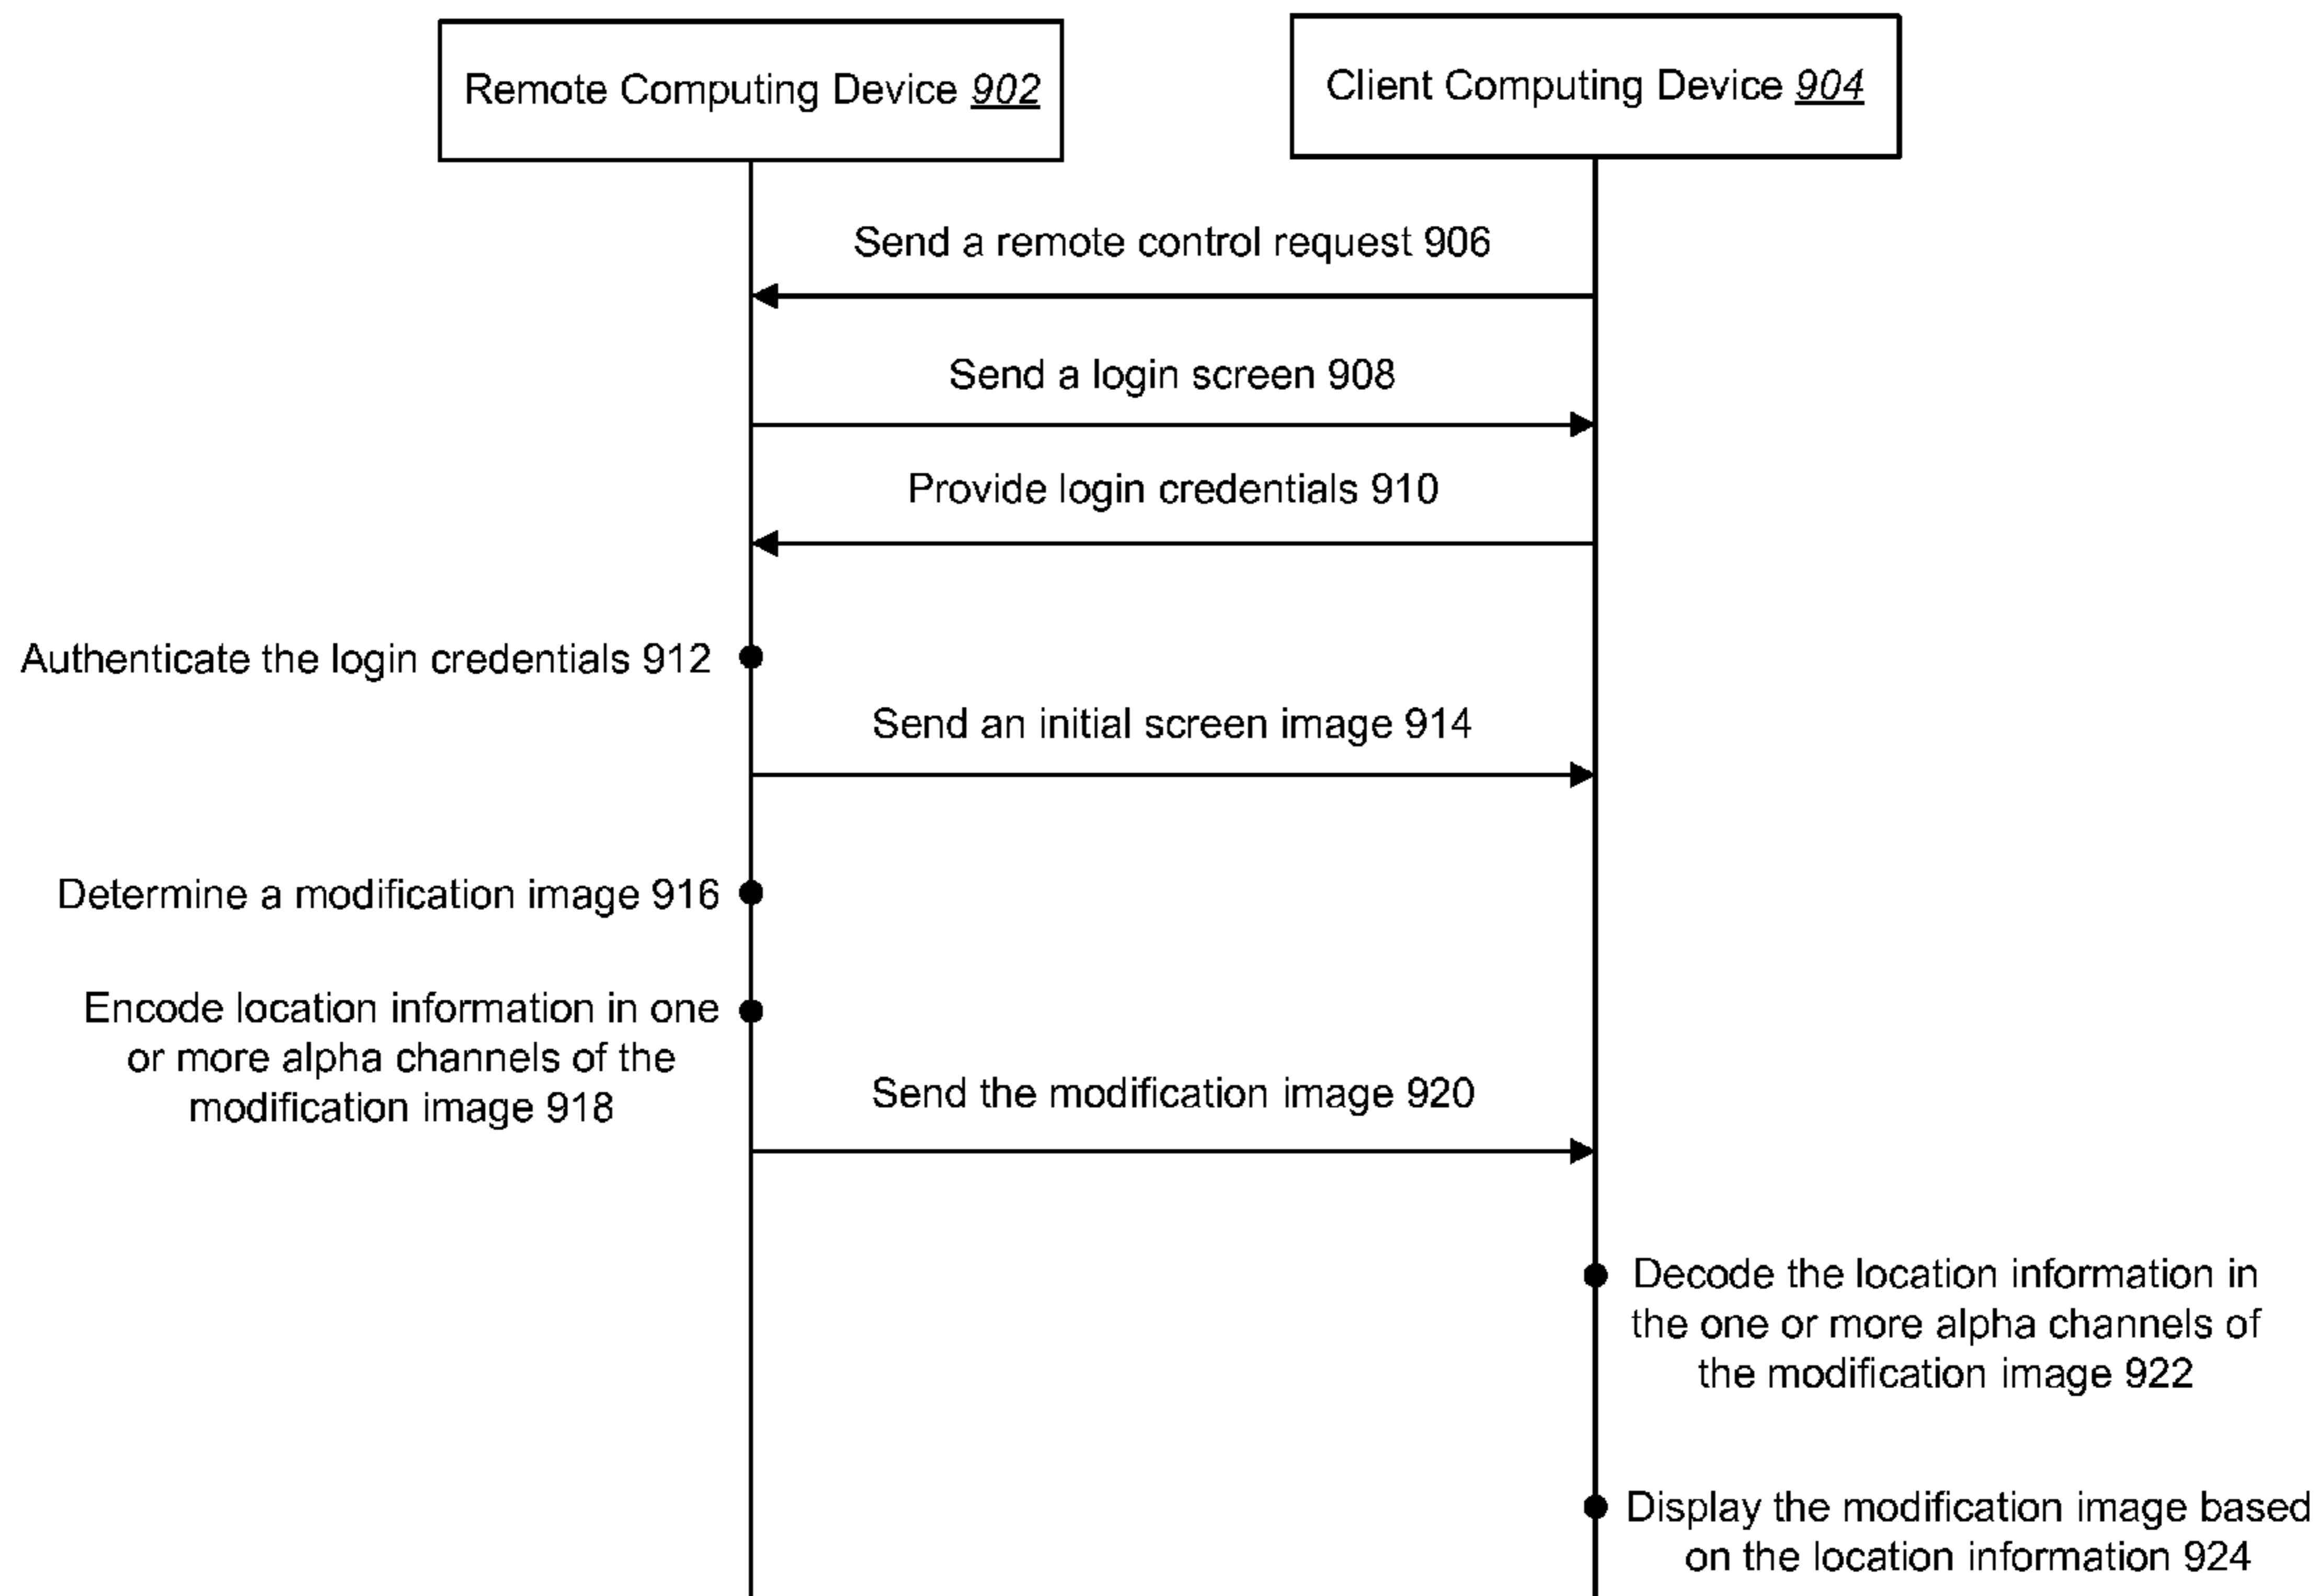 Remote Computing Device 902
Client Computing Device 904
Send a remote control request 906
Send a login screen 908
Provide login credentials 910
Authenticate the login credentials 912
Send an initial screen image 914
Determine a modification image 916
Encode location information in one
or more alpha channels of the
modification image 918
Send the modification image 920
Decode the location information in
the one or more alpha channels of
the modification image 922
Display the modification image based
on the location information 924